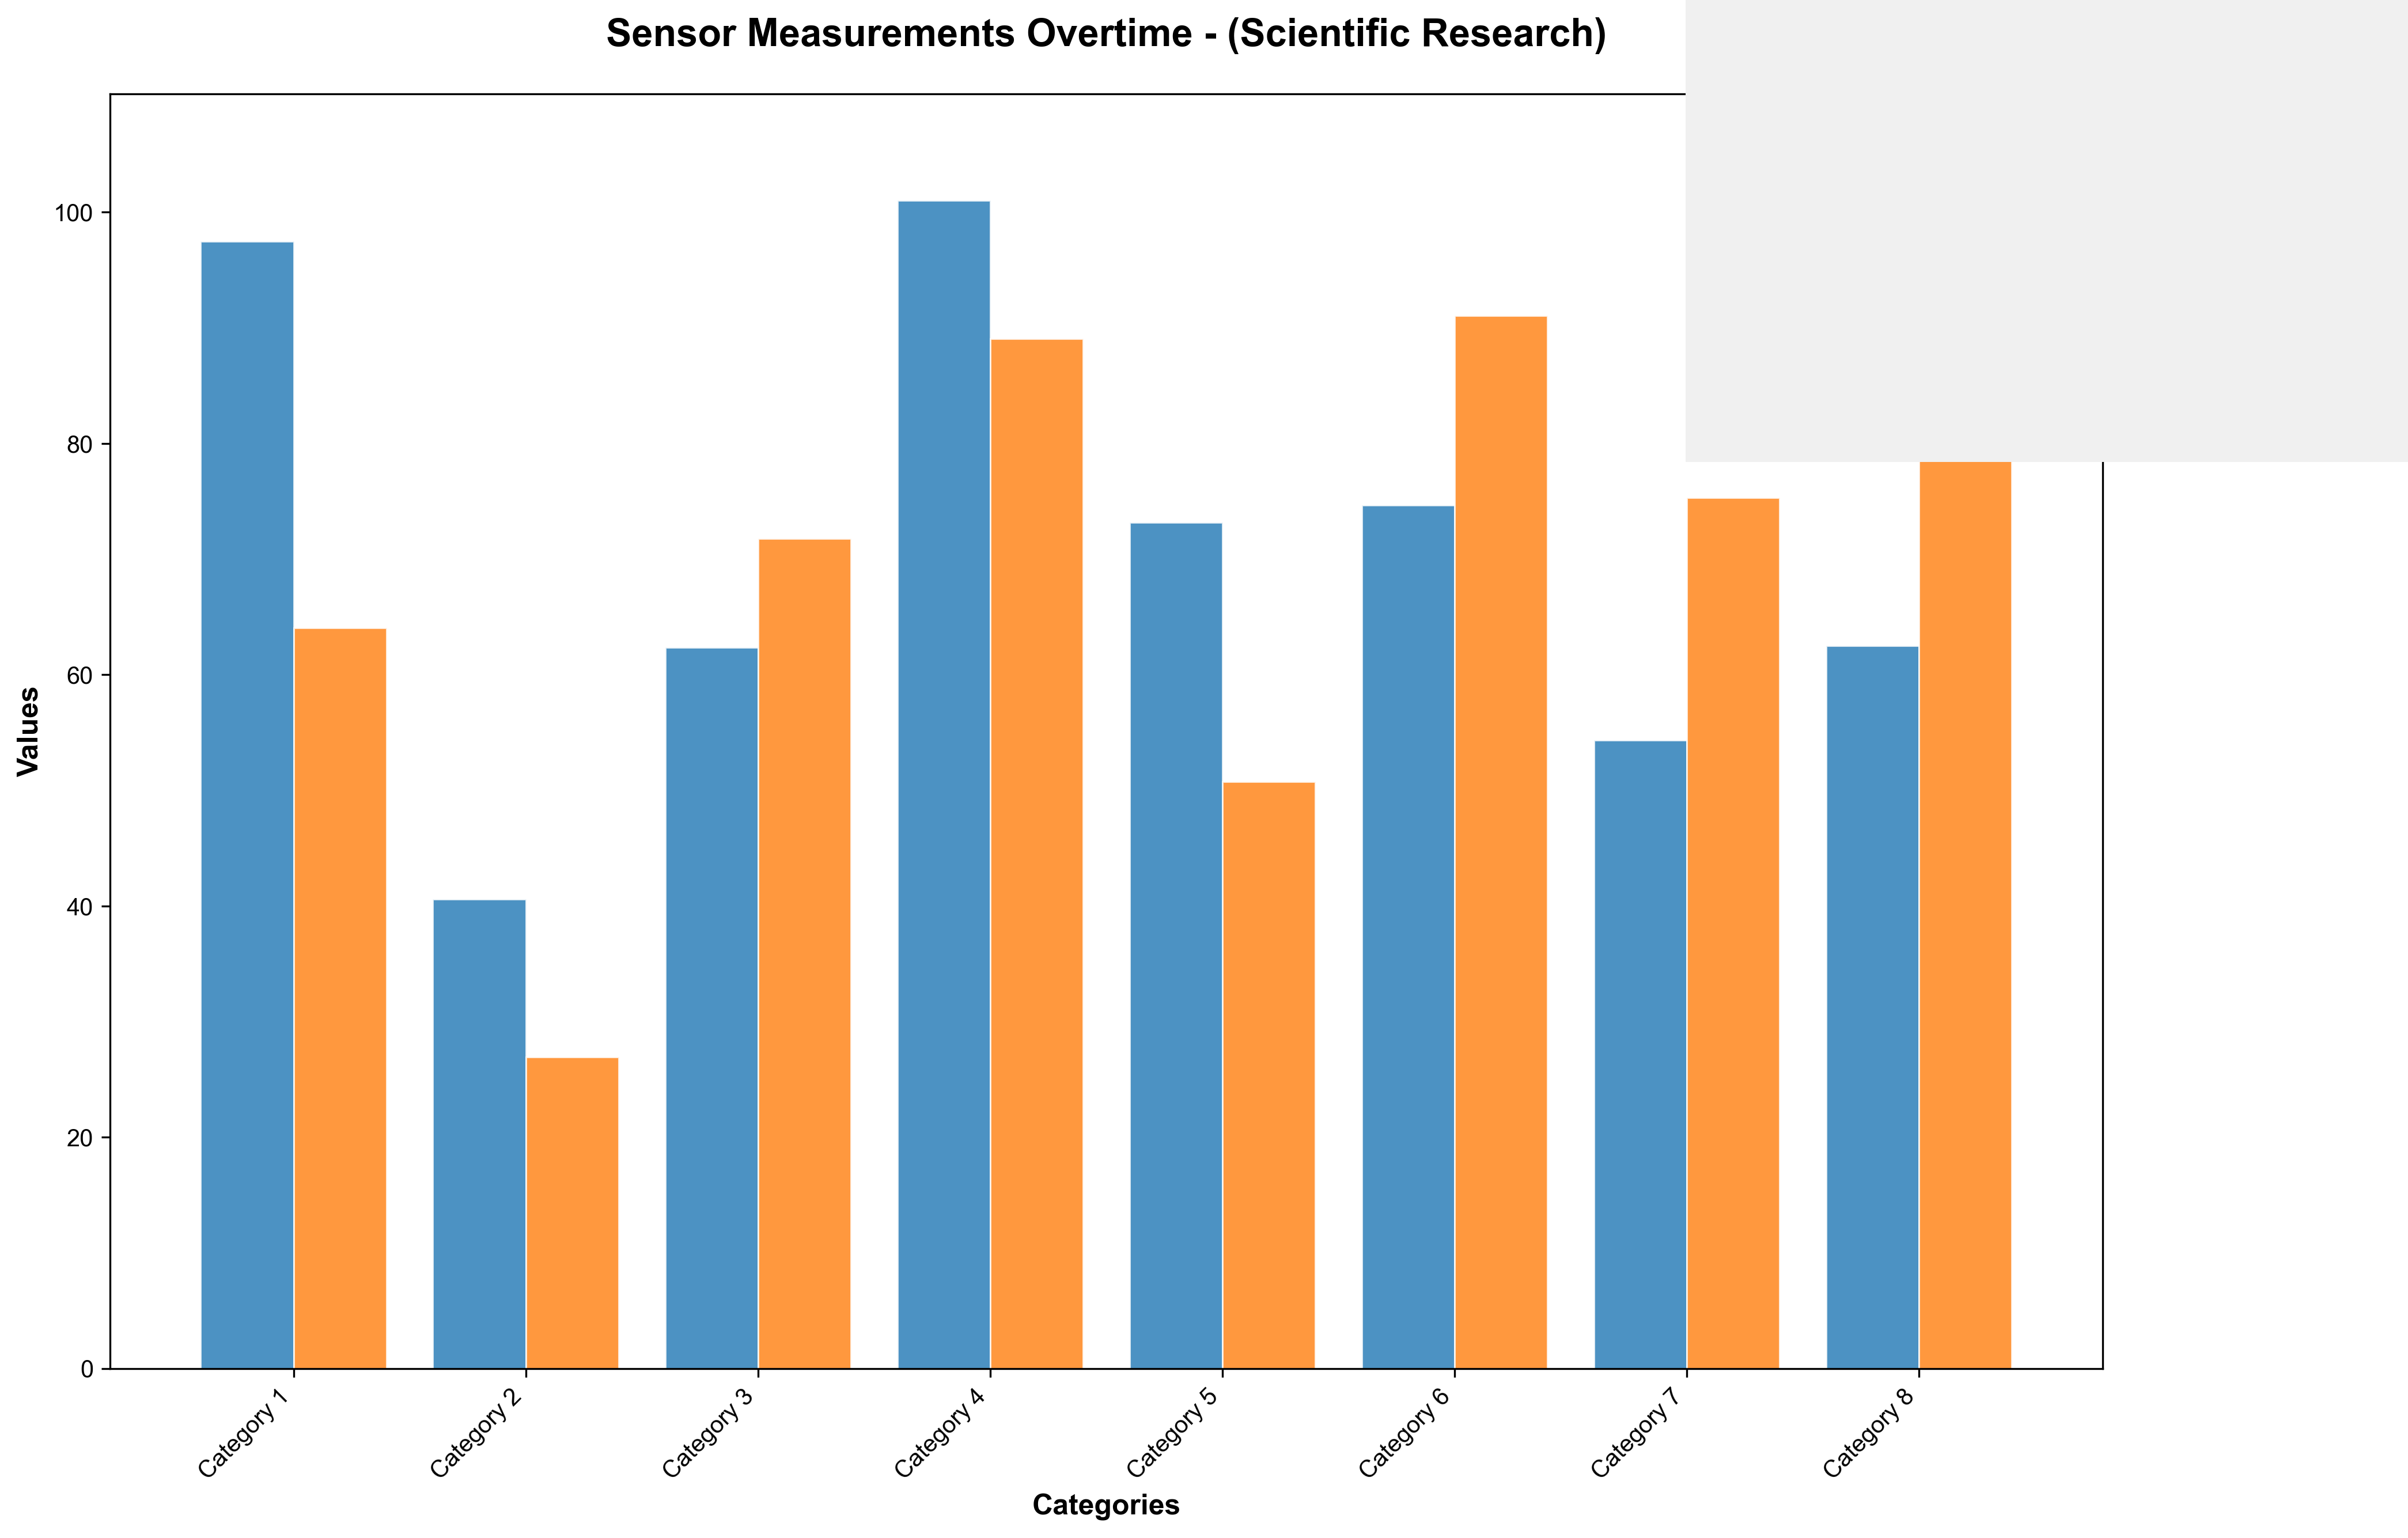 Sensor Measurements Overtime - (Scientific Research)
100
80
60
40
20
0
Values
Category 1
Category 2
Category 3
Category 4
Category 5
Category 6
Category 7
Category 8
Categories